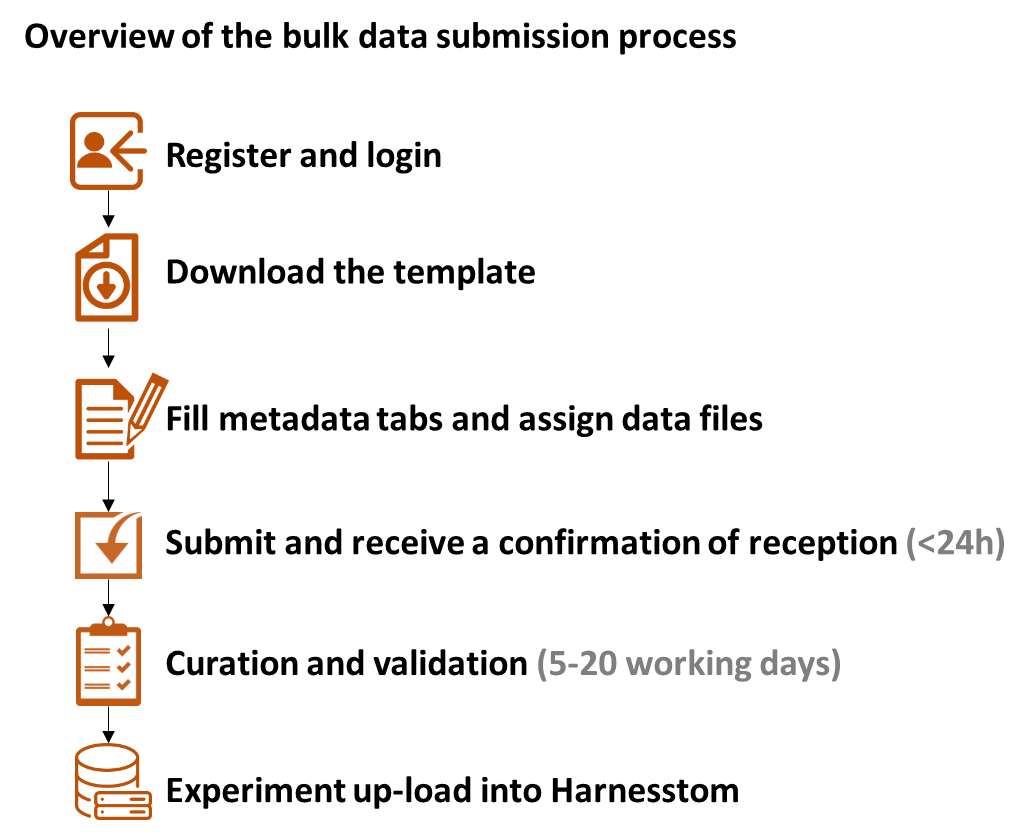 Overview of the bulk data submission process
Register and login
Download the template
Fill metadata tabs and assign data files
Submit and receive a confirmation of reception (<24h)
Curation and validation (5-20 working days)
Experiment up-load into Harnesstom